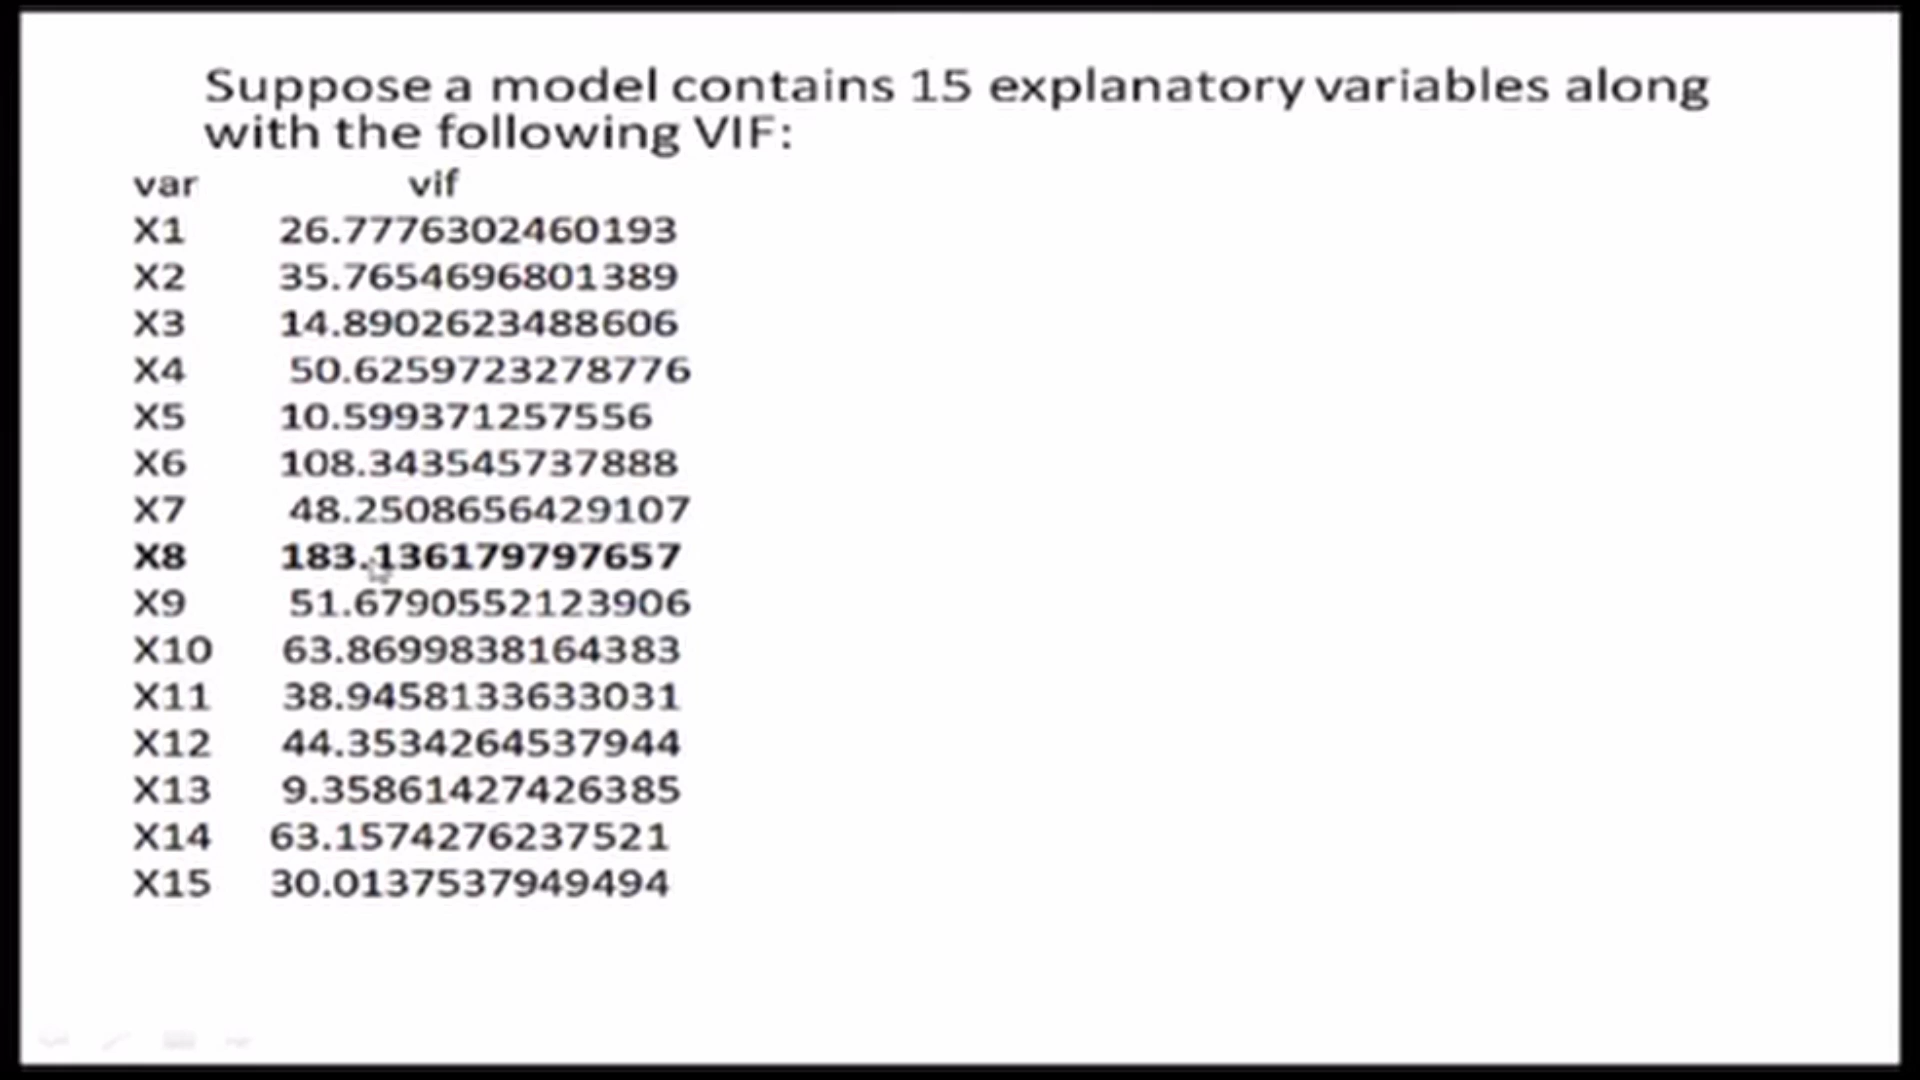 Suppose a model contains 15 explanatory variables along
with the following VIF:
var vif
X1 26.7776302460193
X2 35.7654696801389
X3 14.8902623488606
X4 50.6259723278776
X5 10.599371257556
X6 108.343545737888
X7 48.2508656429107
X8 183.136179797657
X9 51.6790552123906
X10 63.8699838164383
X11 38.9458133633031
X12 44.3534264537944
X13 9.35861427426385
X14 63.1574276237521
X15 30.0137537949494